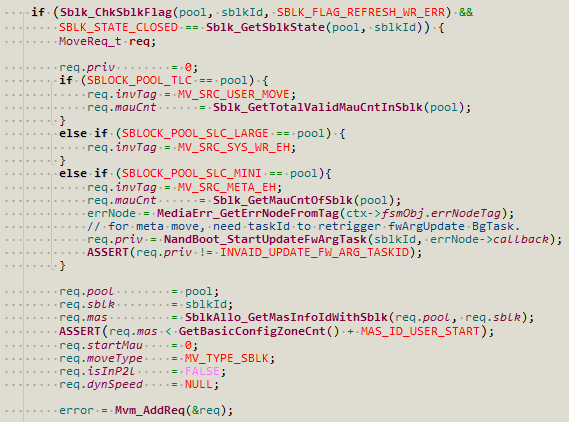 if (Sblk_ChkSblkFlag(pool, sblkId, SBLK_FLAG_REFRESH_WR_ERR) &&
SBLK_STATE_CLOSED == Sblk_GetSblkState(pool, sblkId)) {
MoveReq_t req;
req.priv = 0;
if (SBLOCK_POOL_TLC == pool) {
req.invTag = MV_SRC_USER_MOVE;
req.mauCnt = Sblk_GetTotalValidMauCntInSblk(pool);
}
else if (SBLOCK_POOL_SLC_LARGE == pool) {
req.invTag = MV_SRC_SYS_WR_EH;
}
else if (SBLOCK_POOL_SLC_MINI == pool){
req.invTag = MV_SRC_META_EH;
req.mauCnt = Sblk_GetMauCntOfSblk(pool);
errNode = MediaErr_GetErrNodeFromTag(ctx->fsmObj.errNodeTag);
// for meta move, need taskId to retrigger fwArgUpdate BgTask.
req.priv = NandBoot_StartUpdateFwArgTask(sblkId, errNode->callback);
ASSERT(req.priv != INVAID_UPDATE_FW_ARG_TASKID);
}
req.pool = pool;
req.sblk = sblkId;
req.mas = SblkAllo_GetMasInfoIdWithSblk(req.pool, req.sblk);
ASSERT(req.mas < GetBasicConfigZoneCnt() + MAS_ID_USER_START);
req.startMau = 0;
req.moveType = MV_TYPE_SBLK;
req.isInP2l = FALSE;
req.dynSpeed = NULL;
error = Mvm_AddReq(&req);